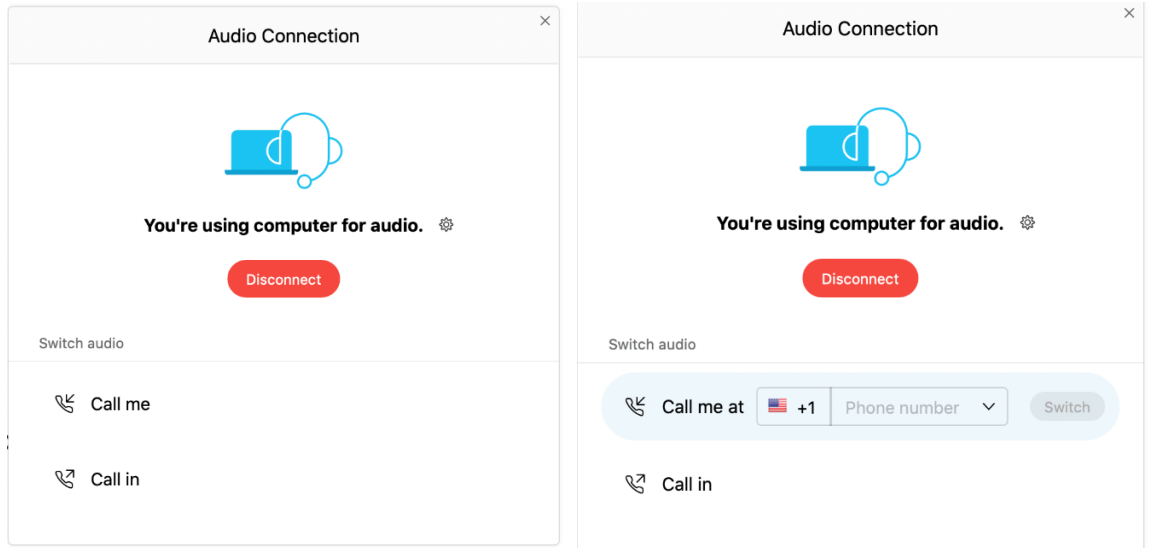 Audio Connection
You're using computer for audio.
Disconnect
Switch audio
Call me
Call in
Audio Connection
You're using computer for audio.
Disconnect
Switch audio
Call me at +1 Phone number Switch
Call in